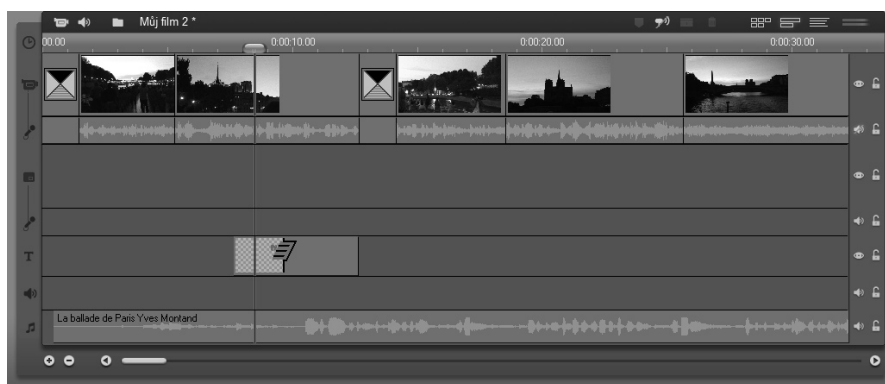 Můj film 2 *
00.00
0:00:10.00
0:00:20.00
0:00:30.00
T
La ballade de Paris Yves Montand